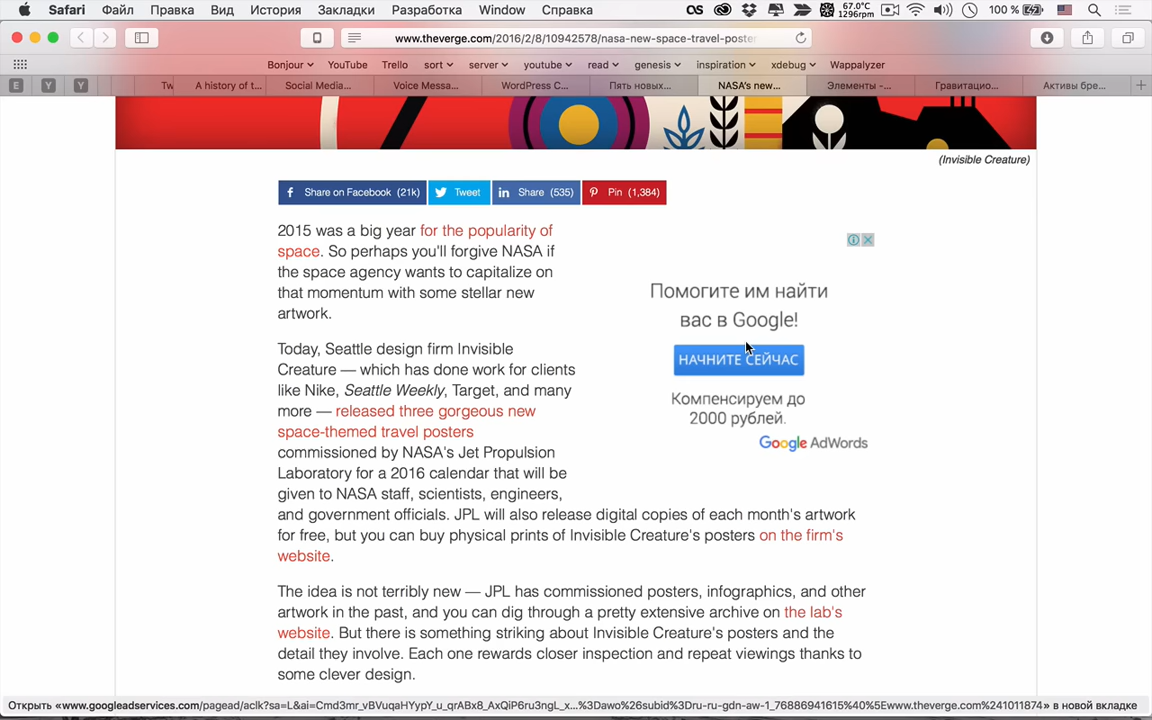 Safari Файл Правка Вид История Закладки Разработка Window Справка 67.0°C 1296rpm 100 %
www.theverge.com/2016/2/8/10942578/nasa-new-space-travel-poste
Bonjour YouTube Trello sort server youtube read genesis inspiration xdebug Wappalyzer
E Y Y Tw A history of t... Social Media... Voice Messa... WordPress C... Пять новых... NASA's new... Элементы -... Гравитацио... Активы бре...
(Invisible Creature)
Share on Facebook (21k) Tweet Share (535) Pin (1,384)
2015 was a big year for the popularity of
space. So perhaps you'll forgive NASA if
the space agency wants to capitalize on
that momentum with some stellar new
artwork.
Помогите им найти
вас в Google!
НАЧНИТЕ СЕЙЧАС
Компенсируем до
2000 рублей.
Google AdWords
Today, Seattle design firm Invisible
Creature — which has done work for clients
like Nike, Seattle Weekly, Target, and many
more — released three gorgeous new
space-themed travel posters
commissioned by NASA's Jet Propulsion
Laboratory for a 2016 calendar that will be
given to NASA staff, scientists, engineers,
and government officials. JPL will also release digital copies of each month's artwork
for free, but you can buy physical prints of Invisible Creature's posters on the firm's
website.
The idea is not terribly new — JPL has commissioned posters, infographics, and other
artwork in the past, and you can dig through a pretty extensive archive on the lab's
website. But there is something striking about Invisible Creature's posters and the
detail they involve. Each one rewards closer inspection and repeat viewings thanks to
some clever design.
Открыть «www.googleadservices.com/pagead/aclk?sa=L&ai=Cmd3mr_vBVuqaHYypY_u_qrABx8_AxQiP6ru3ngL_x...%3Dawo%26subid%3Dru-ru-gdn-aw-1_76886941615%40%5Ewww.theverge.com%241011874» в новой вкладке